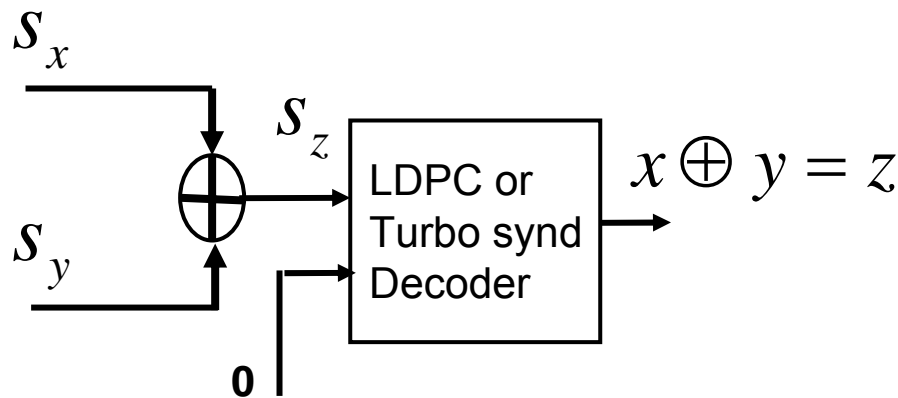 s_x
s_z
LDPC or
Turbo synd
Decoder
x ⊕ y = z
s_y
0